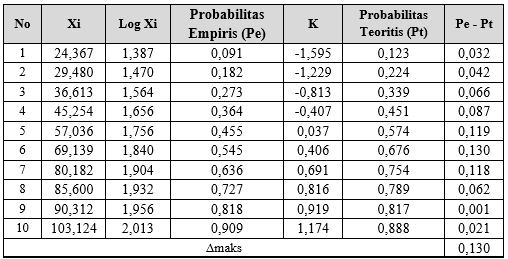 No Xi Log Xi Probabilitas Empiris (Pe) K Probabilitas Teoritis (Pt) Pe - Pt
1 24,367 1,387 0,091 -1,595 0,123 0,032
2 29,480 1,470 0,182 -1,229 0,224 0,042
3 36,613 1,564 0,273 -0,813 0,339 0,066
4 45,254 1,656 0,364 -0,407 0,451 0,087
5 57,036 1,756 0,455 0,037 0,574 0,119
6 69,139 1,840 0,545 0,406 0,676 0,130
7 80,182 1,904 0,636 0,691 0,754 0,118
8 85,600 1,932 0,727 0,816 0,789 0,062
9 90,312 1,956 0,818 0,919 0,817 0,001
10 103,124 2,013 0,909 1,174 0,888 0,021
Δmaks 0,130